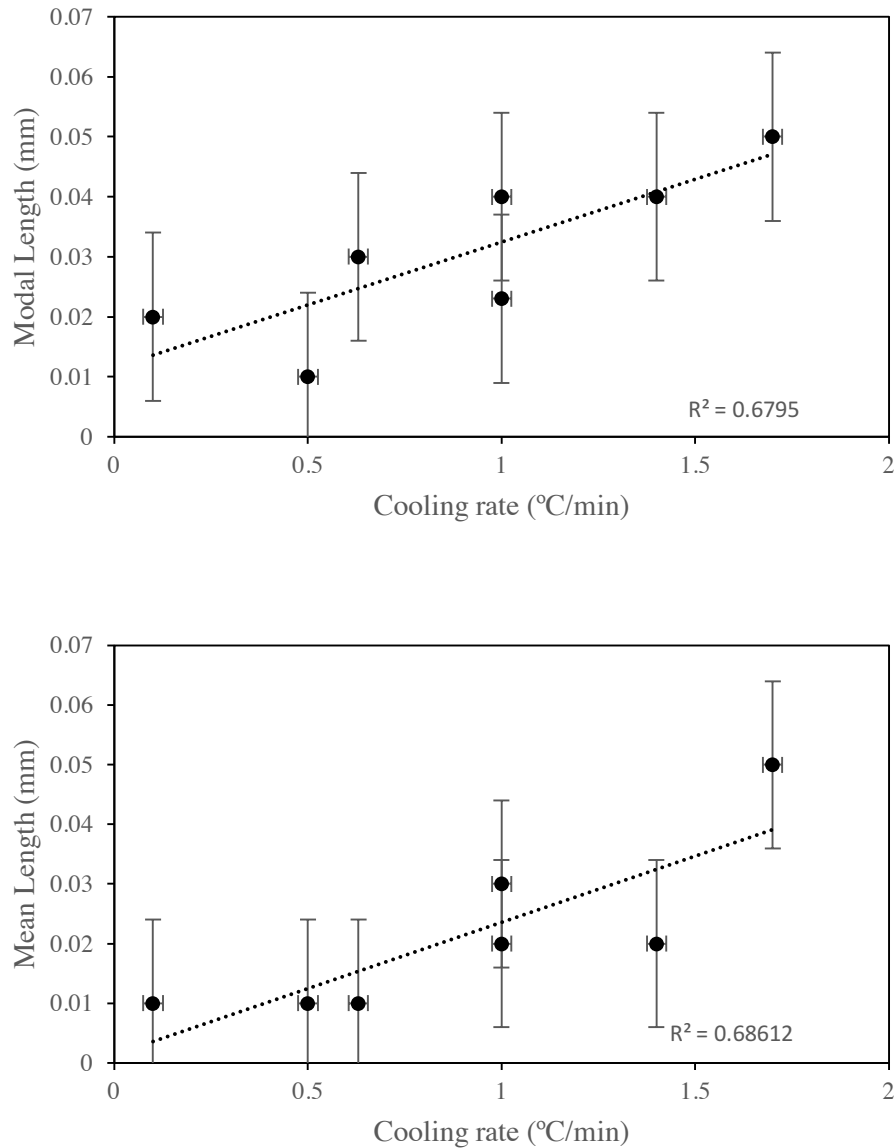 0.07
0.06
0.05
0.04
0.03
0.02
0.01
0
Modal Length (mm)
R² = 0.6795
0 0.5 1 1.5 2
Cooling rate (ºC/min)
0.07
0.06
0.05
0.04
0.03
0.02
0.01
0
Mean Length (mm)
R² = 0.68612
0 0.5 1 1.5 2
Cooling rate (ºC/min)